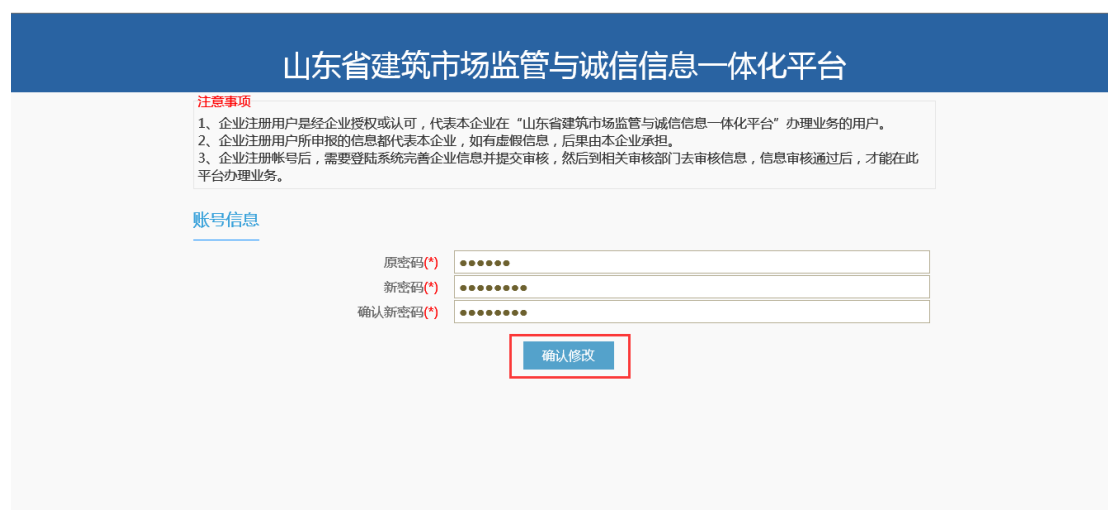 山东省建筑市场监管与诚信信息一体化平台
注意事项
1、企业注册用户是经企业授权或认可，代表本企业在“山东省建筑市场监管与诚信信息一体化平台”办理业务的用户。
2、企业注册用户所申报的信息都代表本企业，如有虚假信息，后果由本企业承担。
3、企业注册帐号后，需要登陆系统完善企业信息并提交审核，然后到相关审核部门去审核信息，信息审核通过后，才能在此
平台办理业务。
账号信息
原密码(*) ●●●●●●
新密码(*) ●●●●●●●●
确认新密码(*) ●●●●●●●●
确认修改